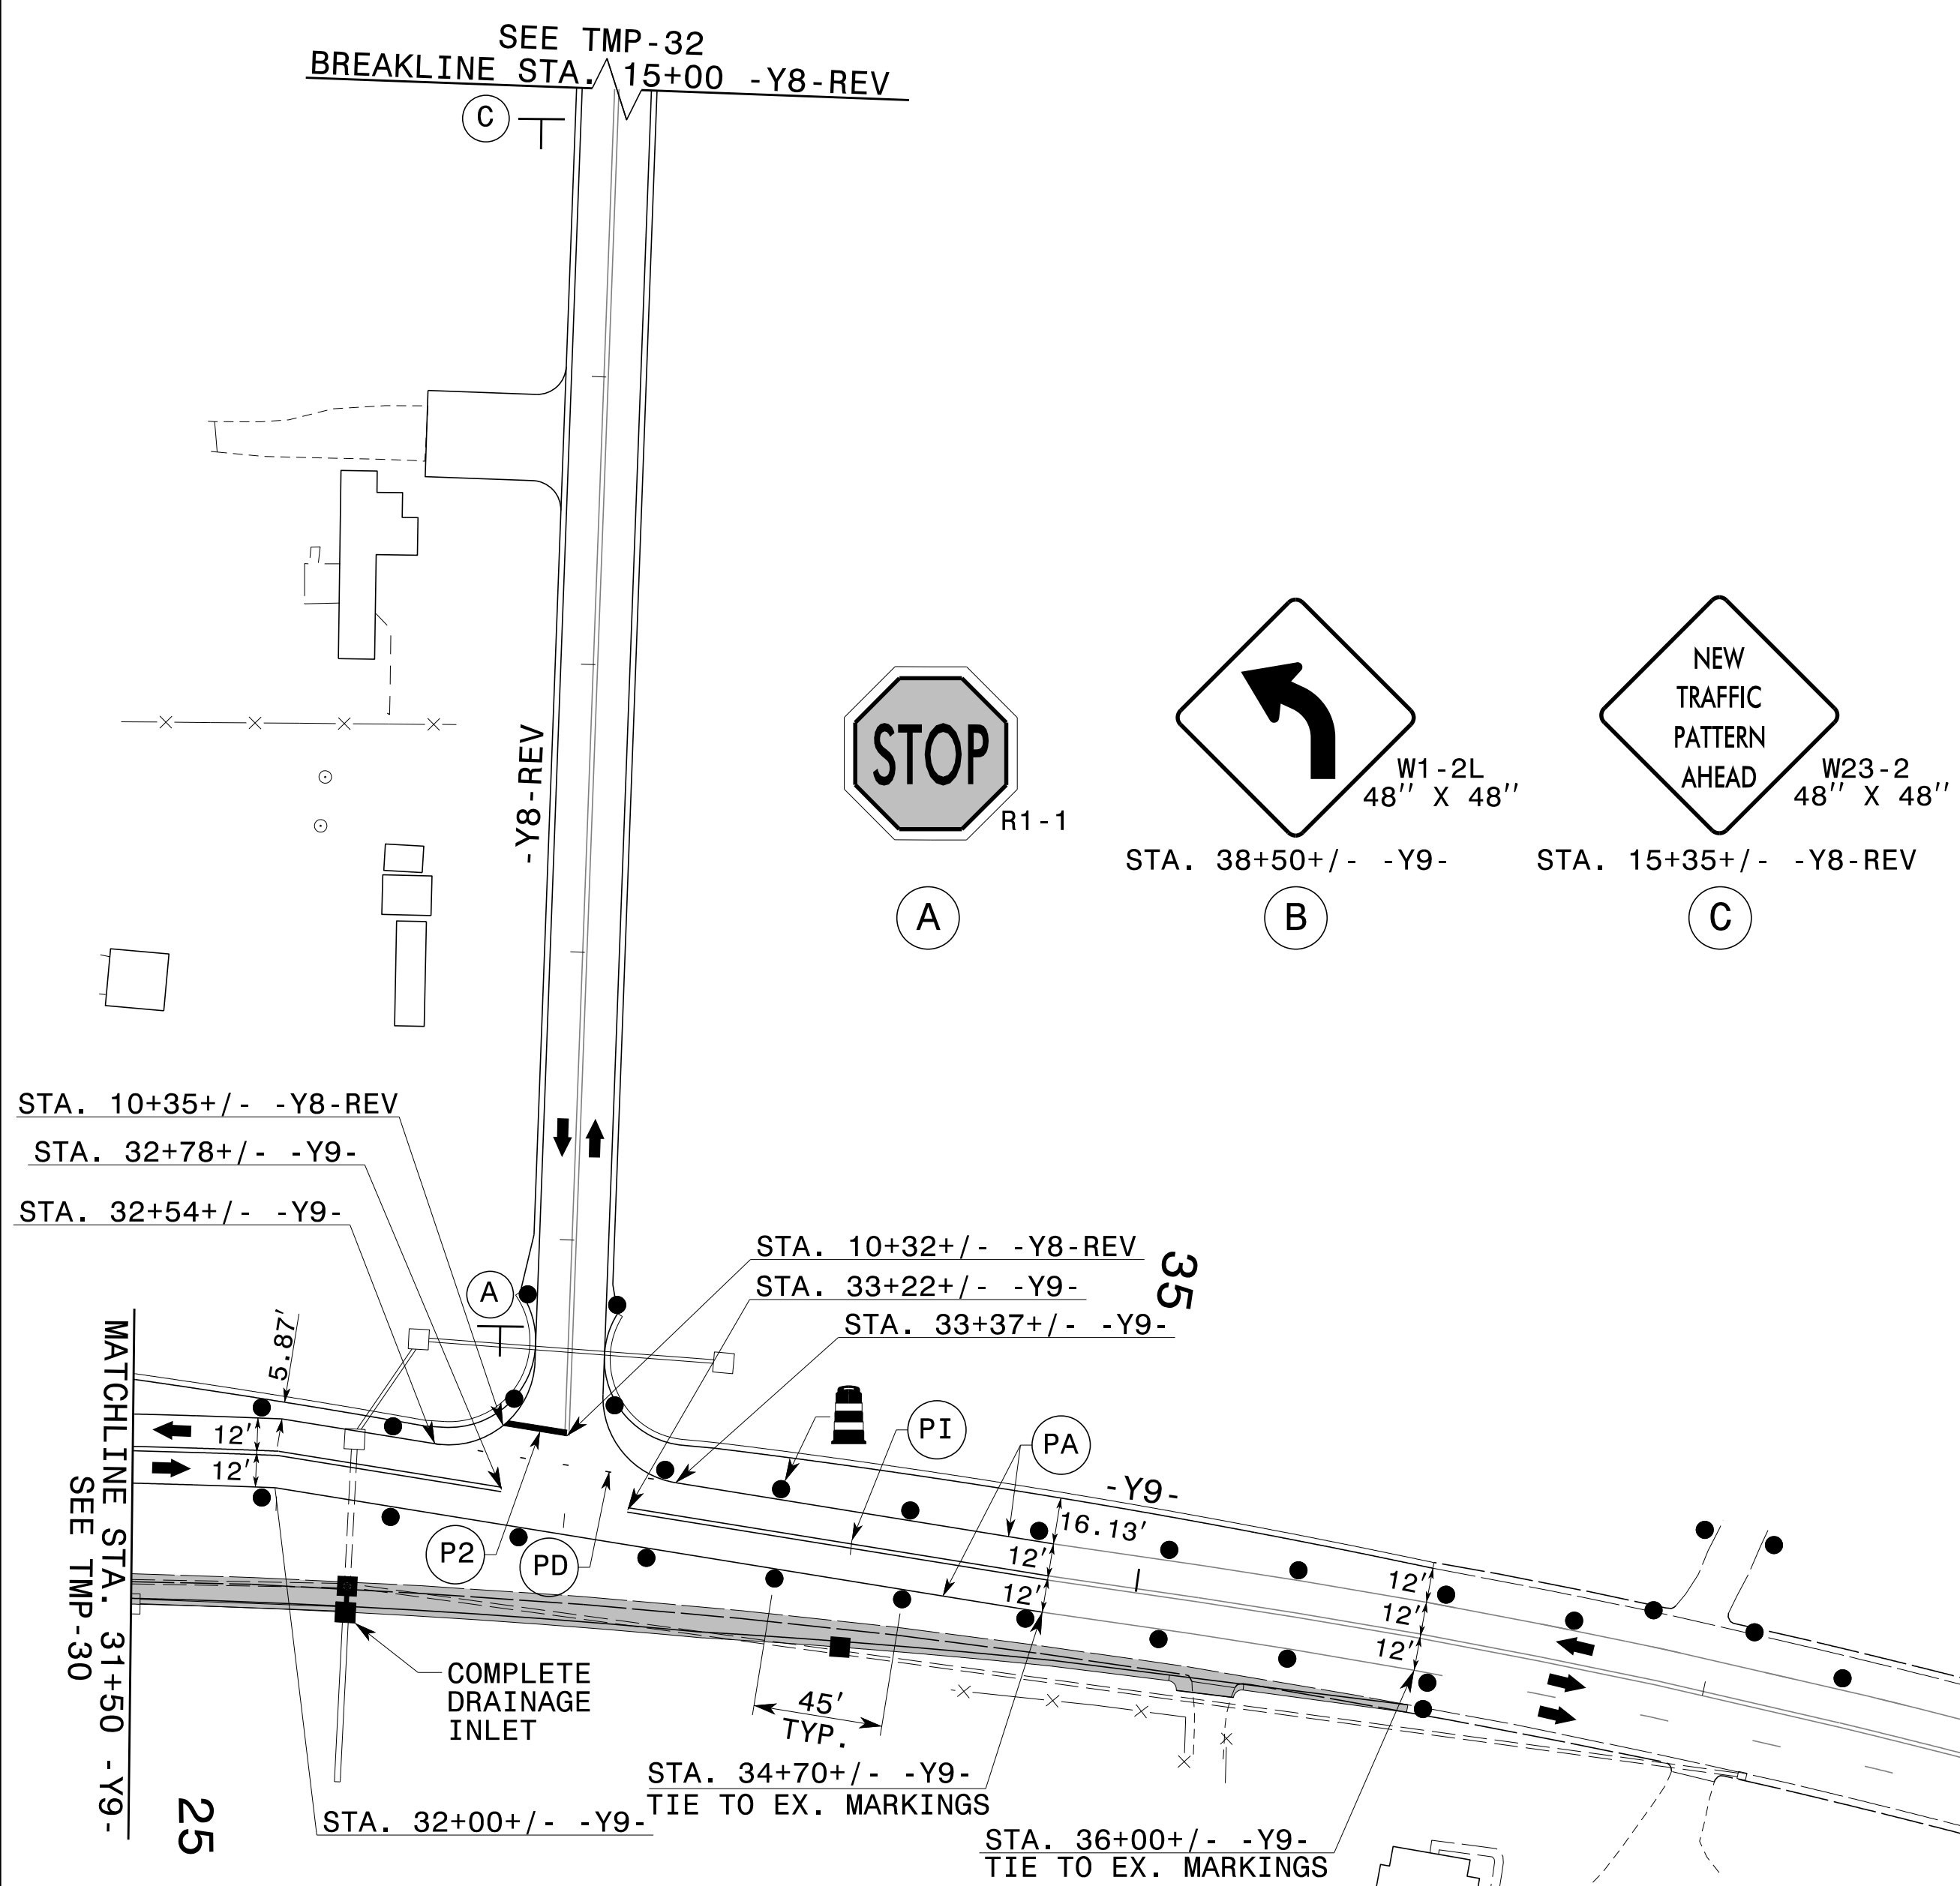 SEE TMP-32
BREAKLINE STA. 15+00 -Y8-REV
C
-Y8-REV
STOP
R1-1
A
W1-2L
48'' X 48''
STA. 38+50+/- -Y9-
B
NEW
TRAFFIC
PATTERN
AHEAD
W23-2
48'' X 48''
STA. 15+35+/- -Y8-REV
C
STA. 10+35+/- -Y8-REV
STA. 32+78+/- -Y9-
STA. 32+54+/- -Y9-
A
STA. 10+32+/- -Y8-REV
STA. 33+22+/- -Y9-
STA. 33+37+/- -Y9-
35
MATCHLINE STA. 31+50 -Y9-
SEE TMP-30
5.87'
12'
12'
P2
PD
PI
PA
-Y9-
16.13'
12'
12'
12'
12'
12'
COMPLETE
DRAINAGE
INLET
45'
TYP.
STA. 34+70+/- -Y9-
TIE TO EX. MARKINGS
25
STA. 32+00+/- -Y9-
STA. 36+00+/- -Y9-
TIE TO EX. MARKINGS